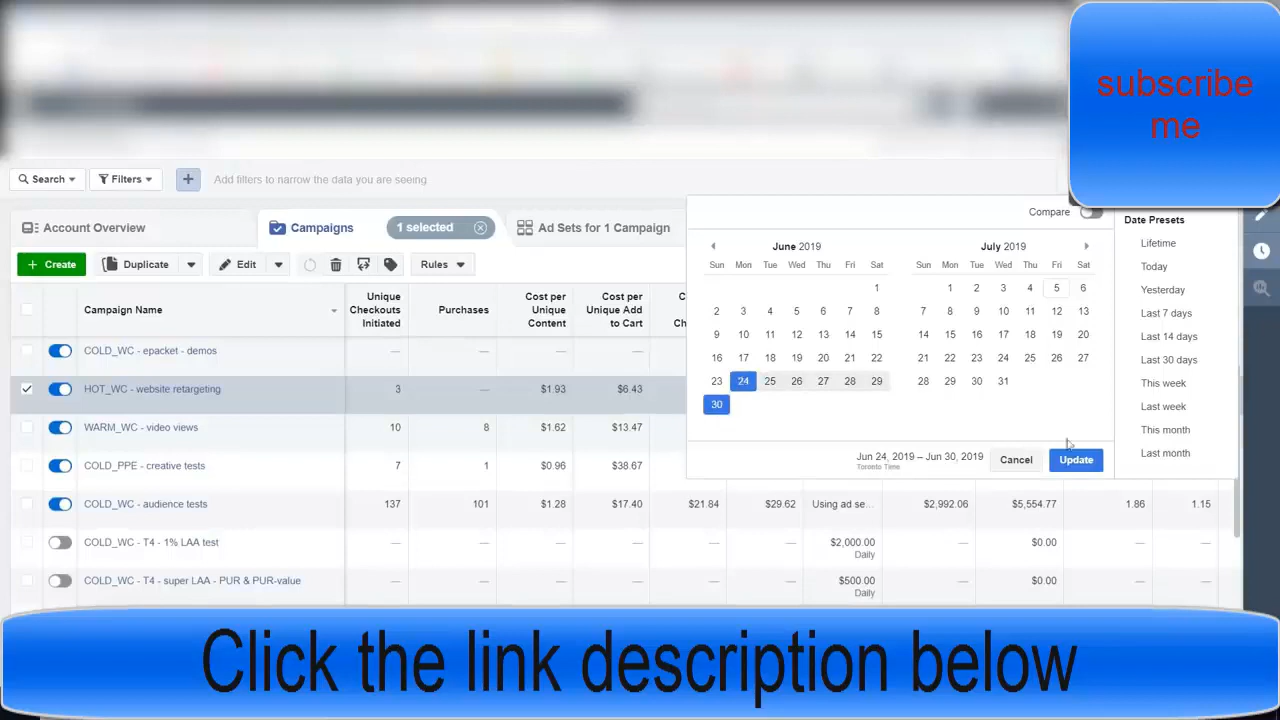 subscribe
me
Search Filters + Add filters to narrow the data you are seeing
Account Overview Campaigns 1 selected Ad Sets for 1 Campaign
+ Create Duplicate Edit Rules
Campaign Name Unique Checkouts Initiated Purchases Cost per Unique Content Cost per Unique Add to Cart
COLD_WC - epacket - demos — — — —
HOT_WC - website retargeting 3 — $1.93 $6.43
WARM_WC - video views 10 8 $1.62 $13.47
COLD_PPE - creative tests 7 1 $0.96 $38.67
COLD_WC - audience tests 137 101 $1.28 $17.40 $21.84 $29.62 Using ad se... $2,992.06 $5,554.77 1.86 1.15
COLD_WC - T4 - 1% LAA test — — — — — — $2,000.00 — $0.00 — —
Daily
COLD_WC - T4 - super LAA - PUR & PUR-value — — — — — — $500.00 — $0.00 — —
Daily
Compare
June 2019
Sun Mon Tue Wed Thu Fri Sat
1
2 3 4 5 6 7 8
9 10 11 12 13 14 15
16 17 18 19 20 21 22
23 24 25 26 27 28 29
30
July 2019
Sun Mon Tue Wed Thu Fri Sat
1 2 3 4 5 6
7 8 9 10 11 12 13
14 15 16 17 18 19 20
21 22 23 24 25 26 27
28 29 30 31
Jun 24, 2019 – Jun 30, 2019
Toronto Time
Cancel Update
Date Presets
Lifetime
Today
Yesterday
Last 7 days
Last 14 days
Last 30 days
This week
Last week
This month
Last month
Click the link description below